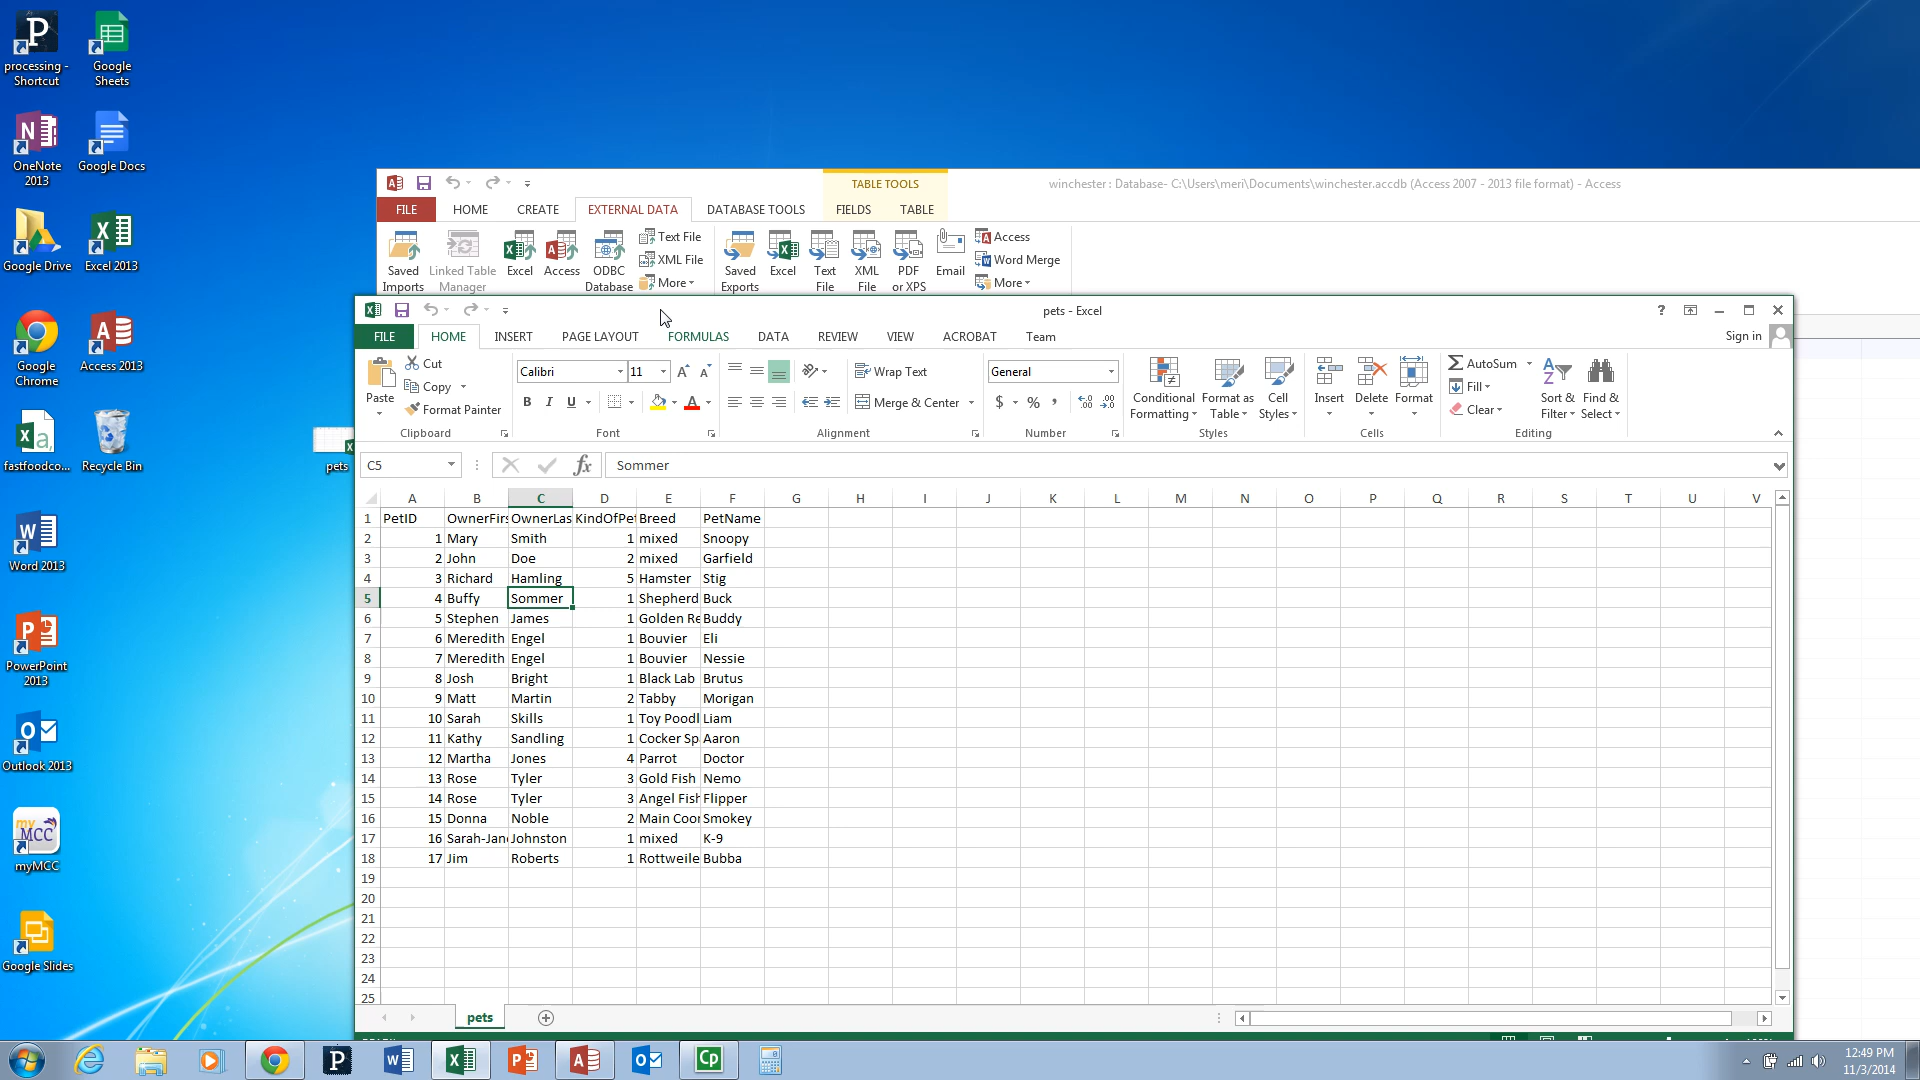 processing -
Shortcut
Google
Sheets
OneNote
2013
Google Docs
Google Drive
Excel 2013
Google
Chrome
Access 2013
fastfoodco...
Recycle Bin
Word 2013
PowerPoint
2013
Outlook 2013
my
MCC
myMCC
Google Slides
pets
TABLE TOOLS
winchester : Database- C:\Users\meri\Documents\winchester.accdb (Access 2007 - 2013 file format) - Access
FILE HOME CREATE EXTERNAL DATA DATABASE TOOLS FIELDS TABLE
Saved
Imports
Linked Table
Manager
Excel
Access
ODBC
Database
Text File
XML File
More
Saved
Exports
Excel
Text
File
XML
File
PDF
or XPS
Email
Access
Word Merge
More
pets - Excel
FILE HOME INSERT PAGE LAYOUT FORMULAS DATA REVIEW VIEW ACROBAT Team
Sign in
Paste
Cut
Copy
Format Painter
Clipboard
Calibri 11
B I U
Font
Wrap Text
Merge & Center
Alignment
General
$ % ,
Number
Conditional
Formatting
Format as
Table
Cell
Styles
Styles
Insert
Delete
Format
Cells
AutoSum
Fill
Clear
Sort &
Filter
Find &
Select
Editing
C5 fx Sommer
A B C D E F G H I J K L M N O P Q R S T U V
1 PetID OwnerFirs OwnerLas KindOfPet Breed PetName
2 1 Mary Smith 1 mixed Snoopy
3 2 John Doe 2 mixed Garfield
4 3 Richard Hamling 5 Hamster Stig
5 4 Buffy Sommer 1 Shepherd Buck
6 5 Stephen James 1 Golden Re Buddy
7 6 Meredith Engel 1 Bouvier Eli
8 7 Meredith Engel 1 Bouvier Nessie
9 8 Josh Bright 1 Black Lab Brutus
10 9 Matt Martin 2 Tabby Morigan
11 10 Sarah Skills 1 Toy Poodl Liam
12 11 Kathy Sandling 1 Cocker Sp Aaron
13 12 Martha Jones 4 Parrot Doctor
14 13 Rose Tyler 3 Gold Fish Nemo
15 14 Rose Tyler 3 Angel Fish Flipper
16 15 Donna Noble 2 Main Coon Smokey
17 16 Sarah-Jane Johnston 1 mixed K-9
18 17 Jim Roberts 1 Rottweile Bubba
19
20
21
22
23
24
25
pets
12:49 PM
11/3/2014